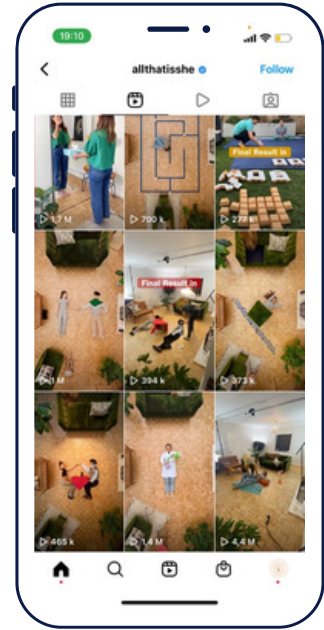 19:10
allthatisshe
Follow
1,7 M
700 k
Final Result in
277 k
Final Result in
1 M
394 k
373 k
465 k
1,4 M
4,4 M